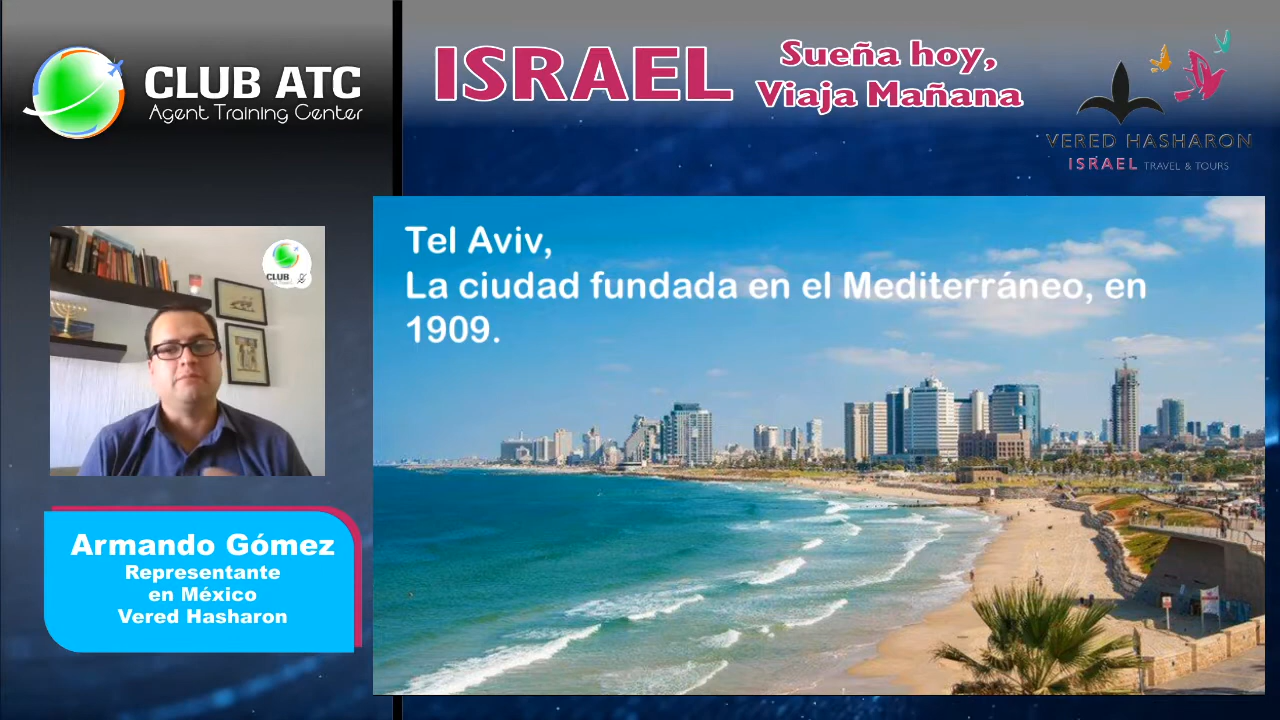 CLUB ATC
Agent Training Center
ISRAEL
Sueña hoy,
Viaja Mañana
VERED HASHARON
ISRAEL TRAVEL & TOURS
CLUB
Tel Aviv,
La ciudad fundada en el Mediterráneo, en
1909.
Armando Gómez
Representante
en México
Vered Hasharon